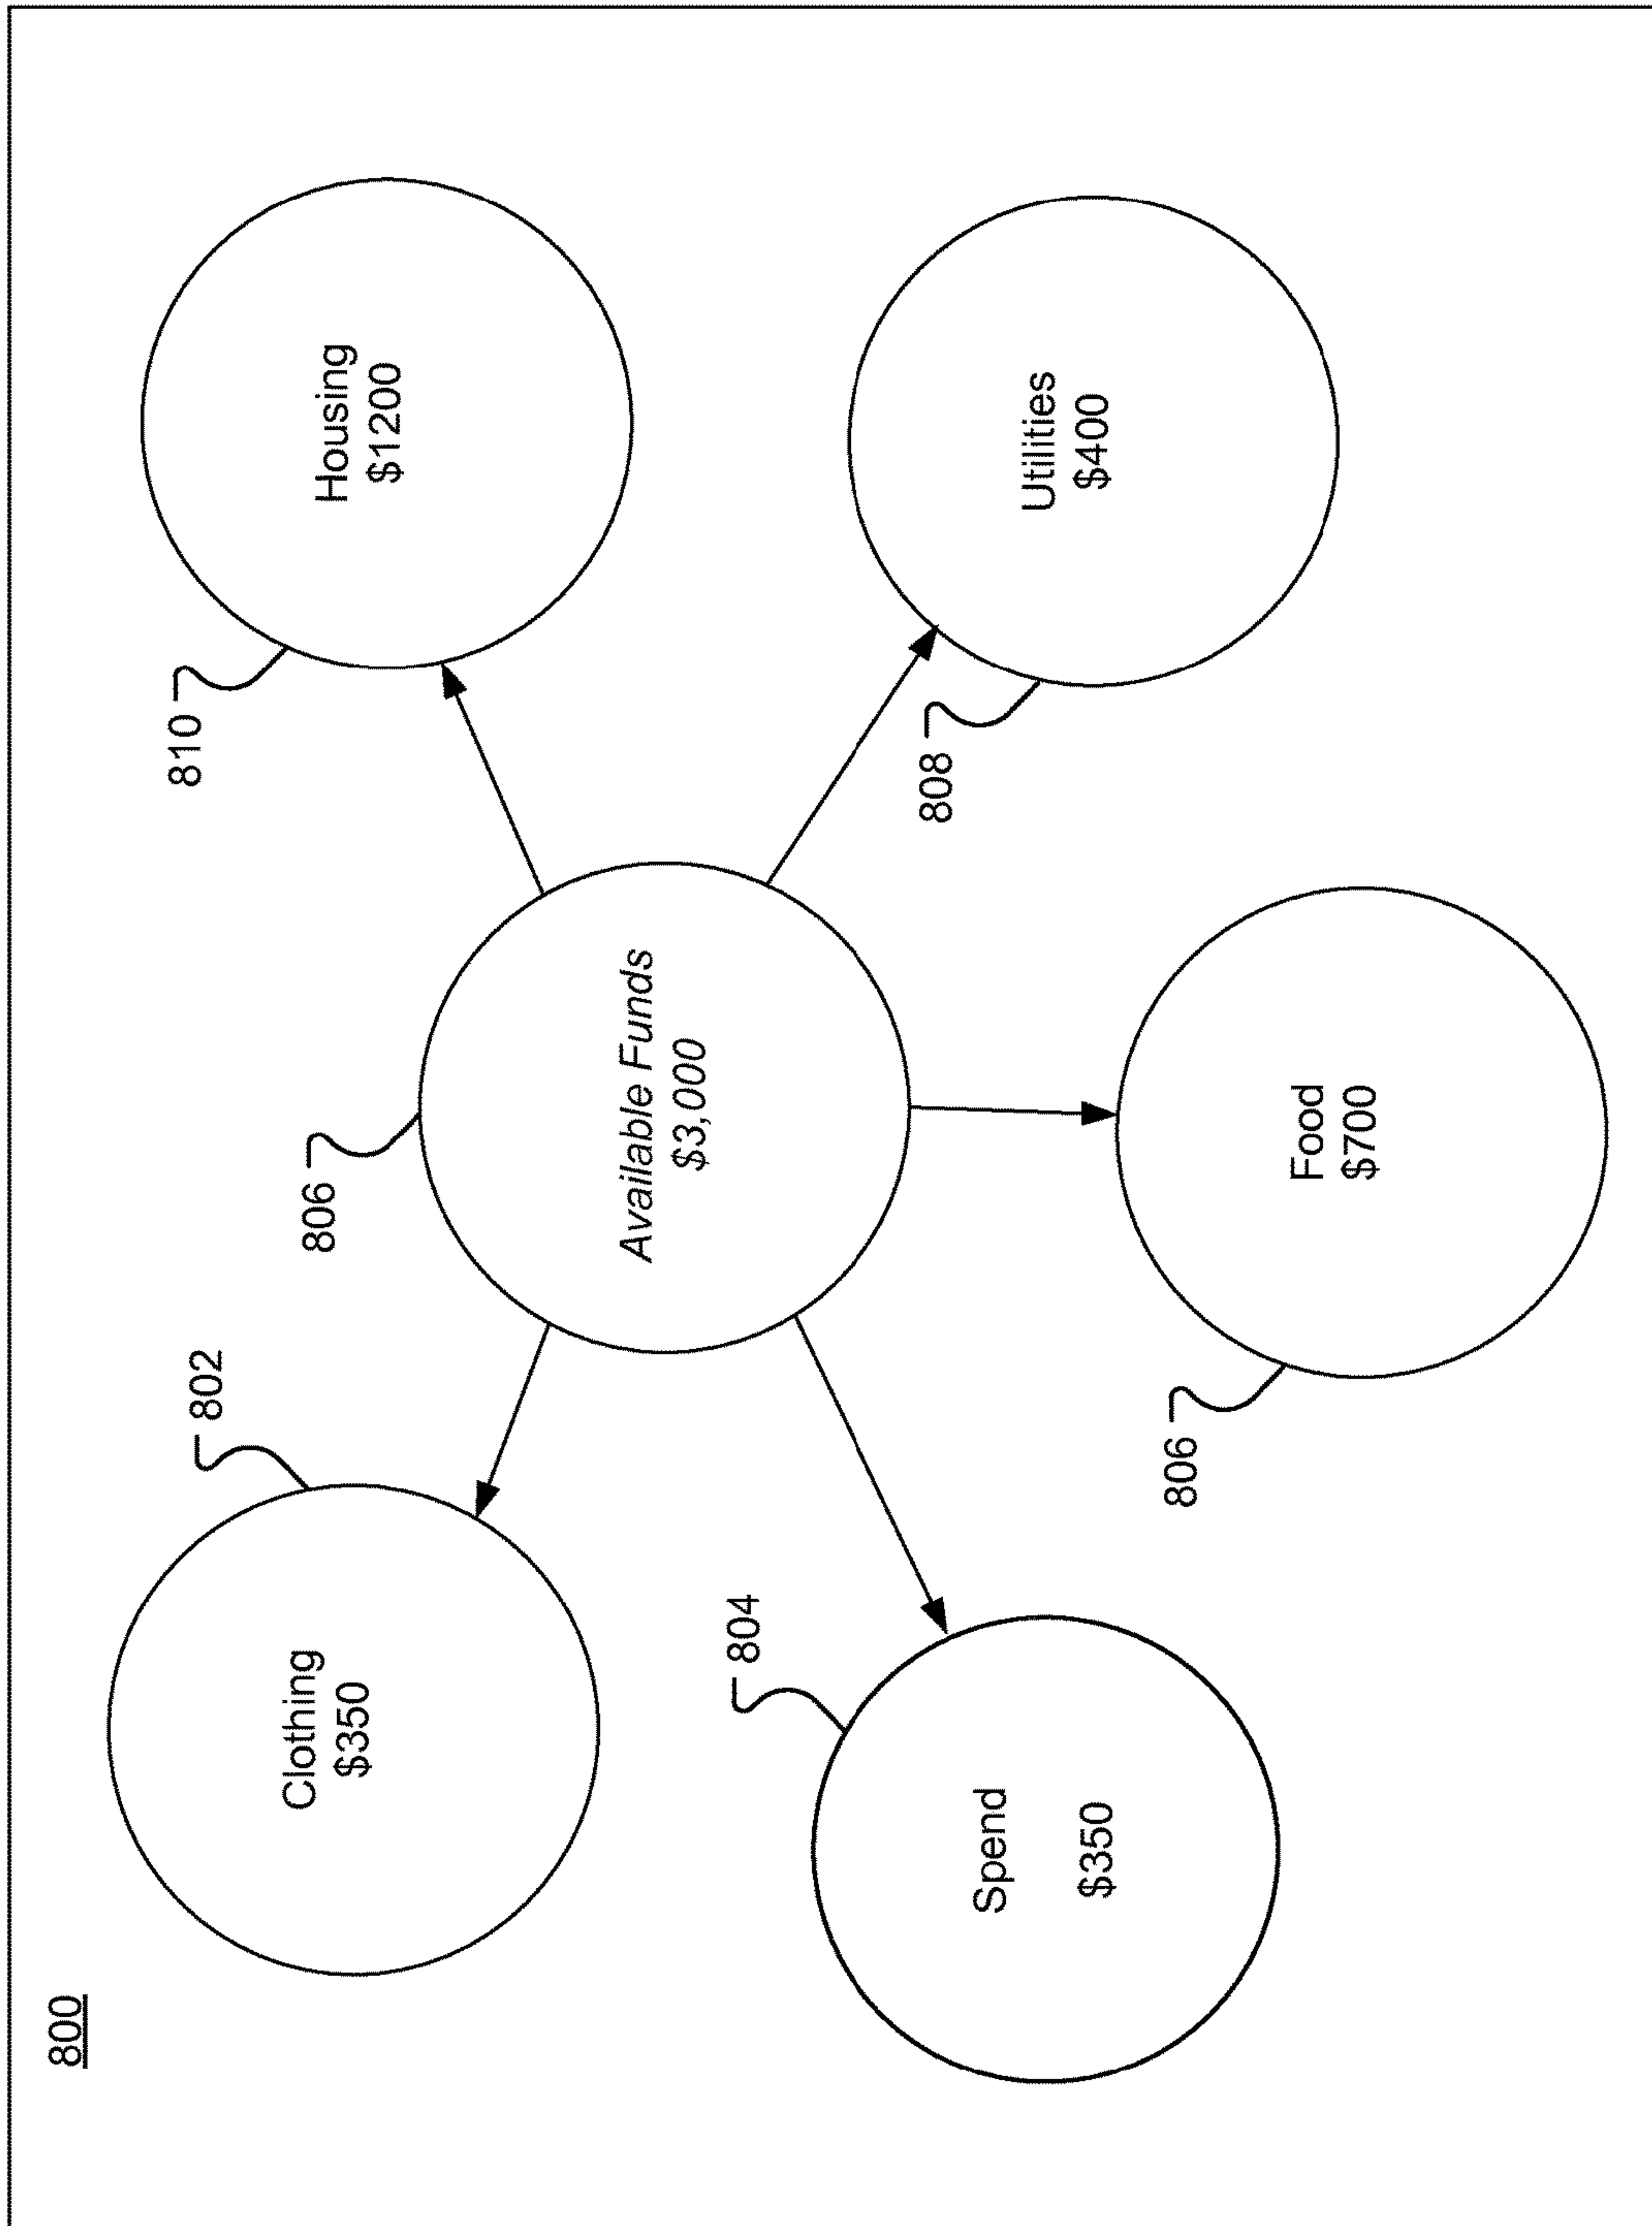 800
802
Clothing
$350
810
Housing
$1200
806
Available Funds
$3,000
804
Spend
$350
808
Utilities
$400
806
Food
$700